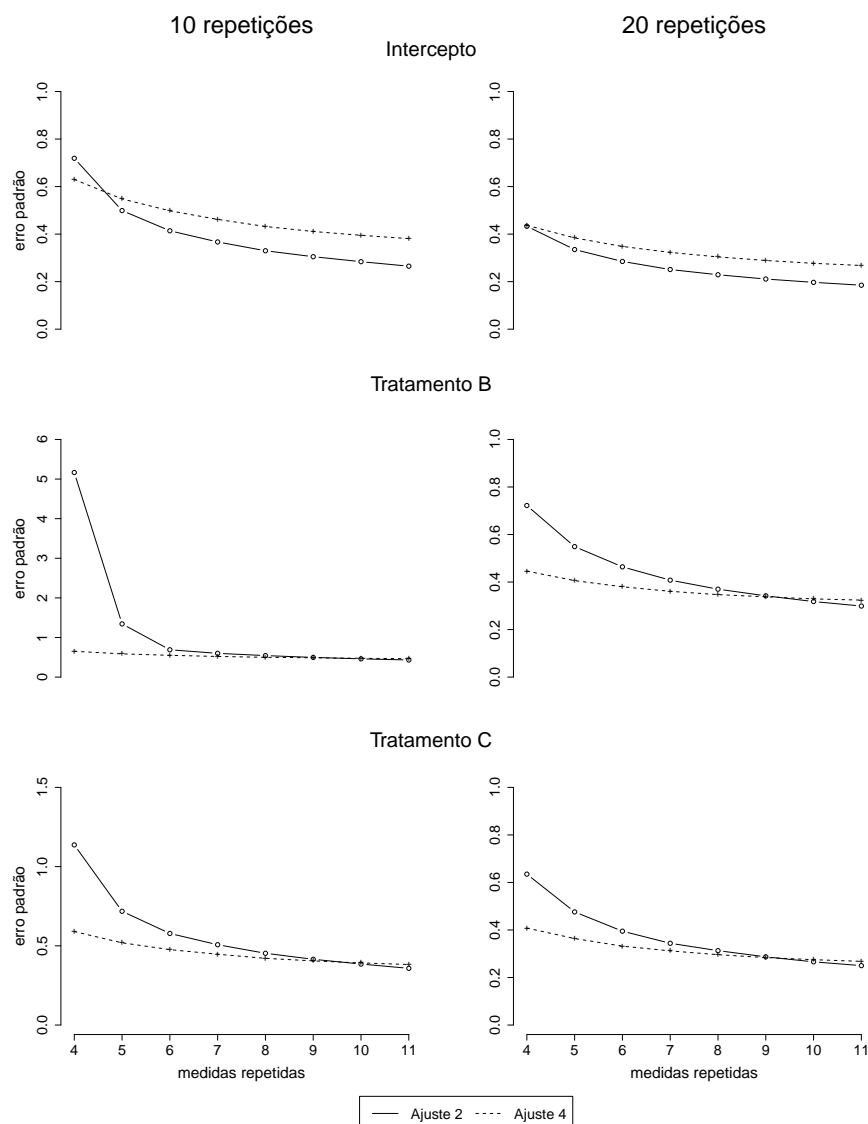 10 repetições 20 repetições
Intercepto
erro padrão
0.0 0.2 0.4 0.6 0.8 1.0
0.0 0.2 0.4 0.6 0.8 1.0
Tratamento B
erro padrão
0 1 2 3 4 5 6
0.0 0.2 0.4 0.6 0.8 1.0
Tratamento C
erro padrão
0.0 0.5 1.0 1.5
0.0 0.2 0.4 0.6 0.8 1.0
4 5 6 7 8 9 10 11
4 5 6 7 8 9 10 11
medidas repetidas medidas repetidas
Ajuste 2 Ajuste 4